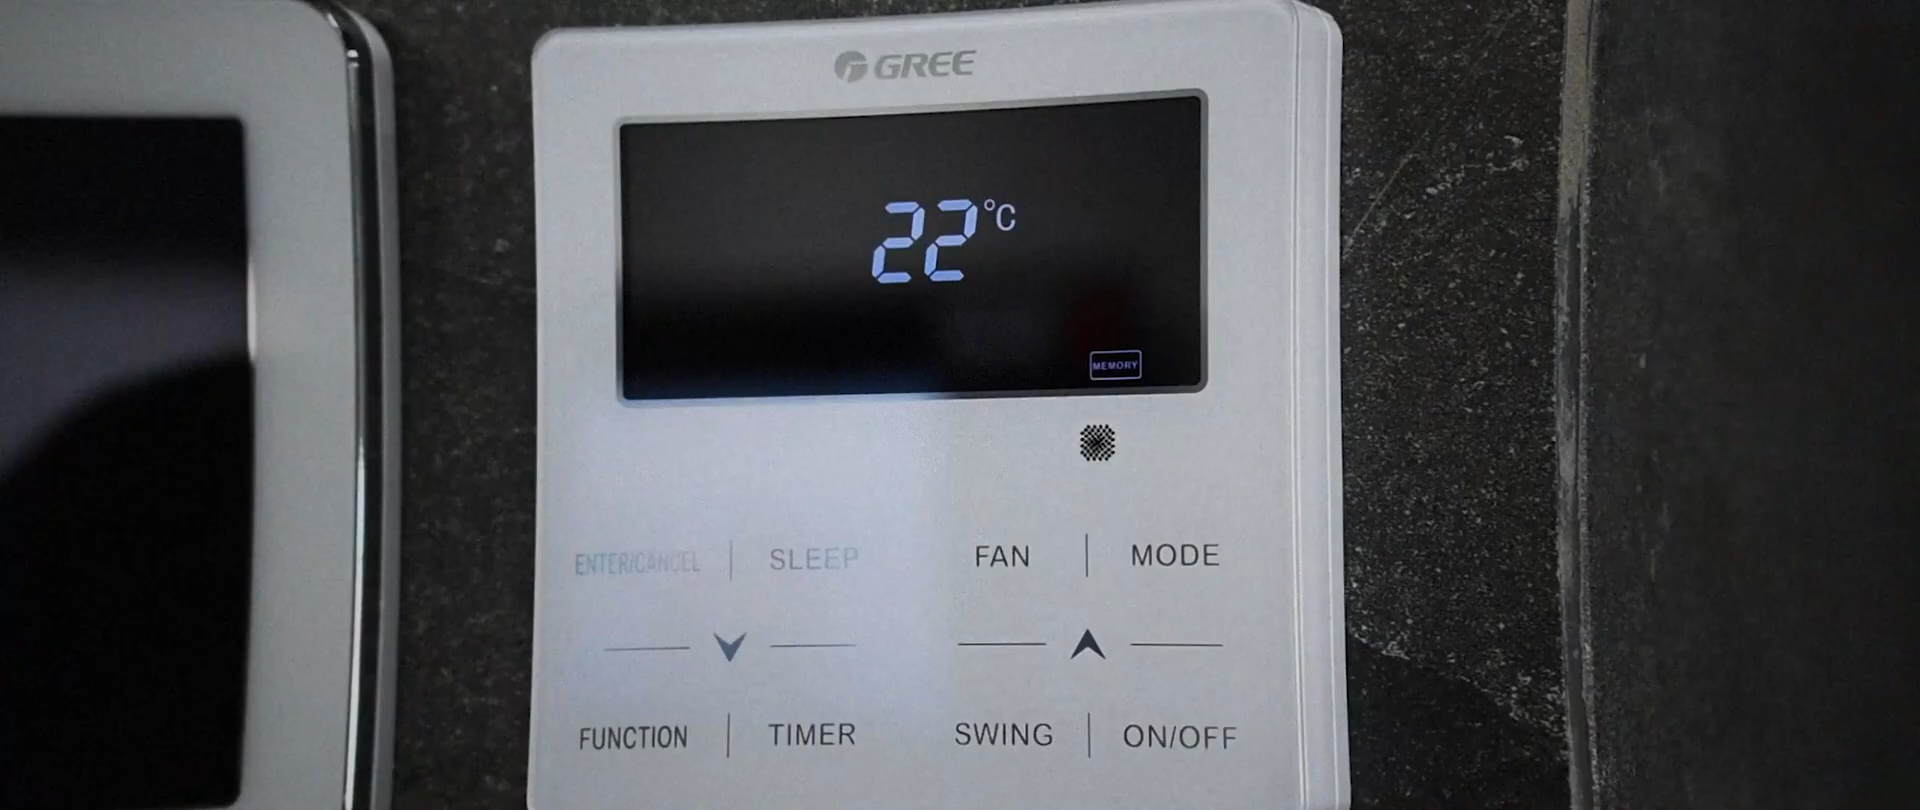 GREE
22°C
MEMORY
ENTER/CANCEL | SLEEP
FAN | MODE
FUNCTION | TIMER
SWING | ON/OFF